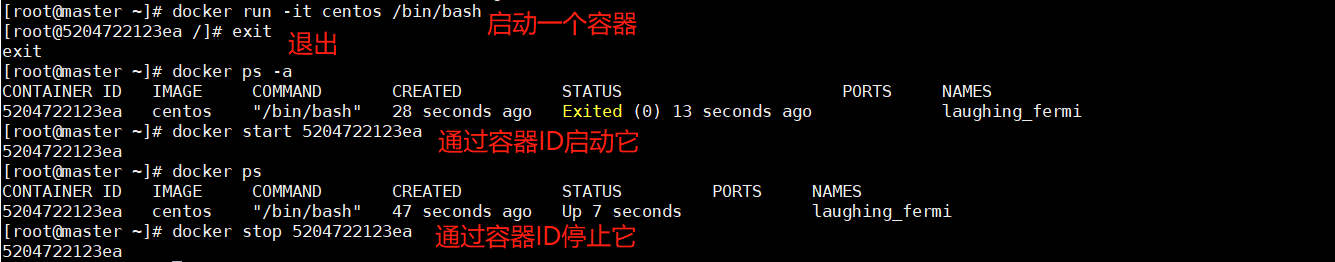 [root@master ~]# docker run -it centos /bin/bash 启动一个容器
[root@5204722123ea /]# exit 退出
exit
[root@master ~]# docker ps -a
CONTAINER ID   IMAGE     COMMAND       CREATED          STATUS                      PORTS     NAMES
5204722123ea   centos    "/bin/bash"   28 seconds ago   Exited (0) 13 seconds ago             laughing_fermi
[root@master ~]# docker start 5204722123ea 通过容器ID启动它
5204722123ea
[root@master ~]# docker ps
CONTAINER ID   IMAGE     COMMAND       CREATED          STATUS         PORTS     NAMES
5204722123ea   centos    "/bin/bash"   47 seconds ago   Up 7 seconds             laughing_fermi
[root@master ~]# docker stop 5204722123ea 通过容器ID停止它
5204722123ea